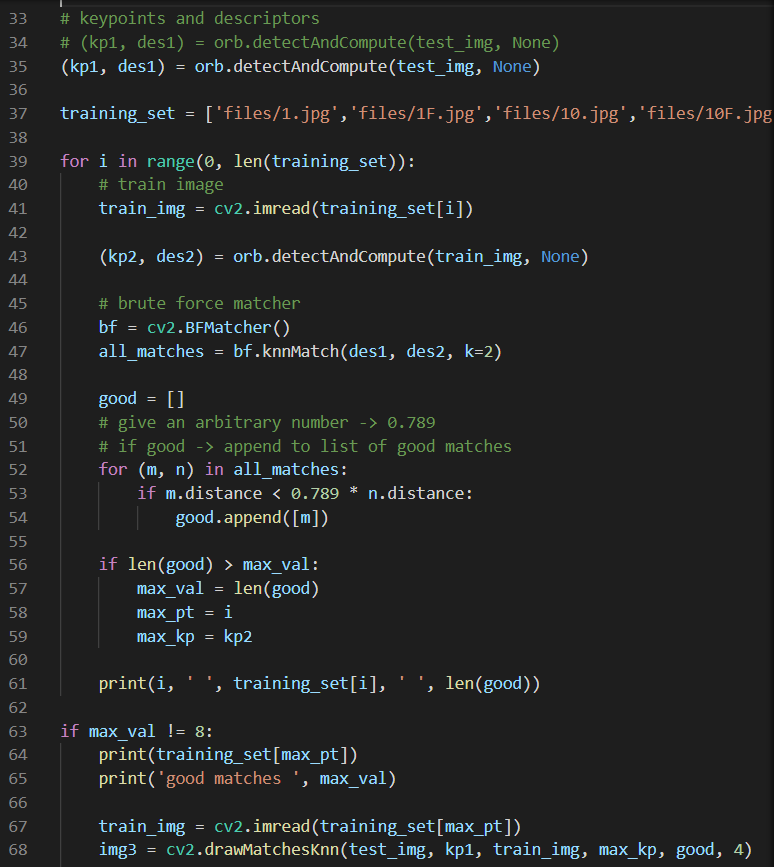 33 # keypoints and descriptors
34 # (kp1, des1) = orb.detectAndCompute(test_img, None)
35 (kp1, des1) = orb.detectAndCompute(test_img, None)
36
37 training_set = ['files/1.jpg','files/1F.jpg','files/10.jpg','files/10F.jpg
38
39 for i in range(0, len(training_set)):
40     # train image
41     train_img = cv2.imread(training_set[i])
42
43     (kp2, des2) = orb.detectAndCompute(train_img, None)
44
45     # brute force matcher
46     bf = cv2.BFMatcher()
47     all_matches = bf.knnMatch(des1, des2, k=2)
48
49     good = []
50     # give an arbitrary number -> 0.789
51     # if good -> append to list of good matches
52     for (m, n) in all_matches:
53         if m.distance < 0.789 * n.distance:
54             good.append([m])
55
56     if len(good) > max_val:
57         max_val = len(good)
58         max_pt = i
59         max_kp = kp2
60
61     print(i, ' ', training_set[i], ' ', len(good))
62
63 if max_val != 8:
64     print(training_set[max_pt])
65     print('good matches ', max_val)
66
67     train_img = cv2.imread(training_set[max_pt])
68     img3 = cv2.drawMatchesKnn(test_img, kp1, train_img, max_kp, good, 4)